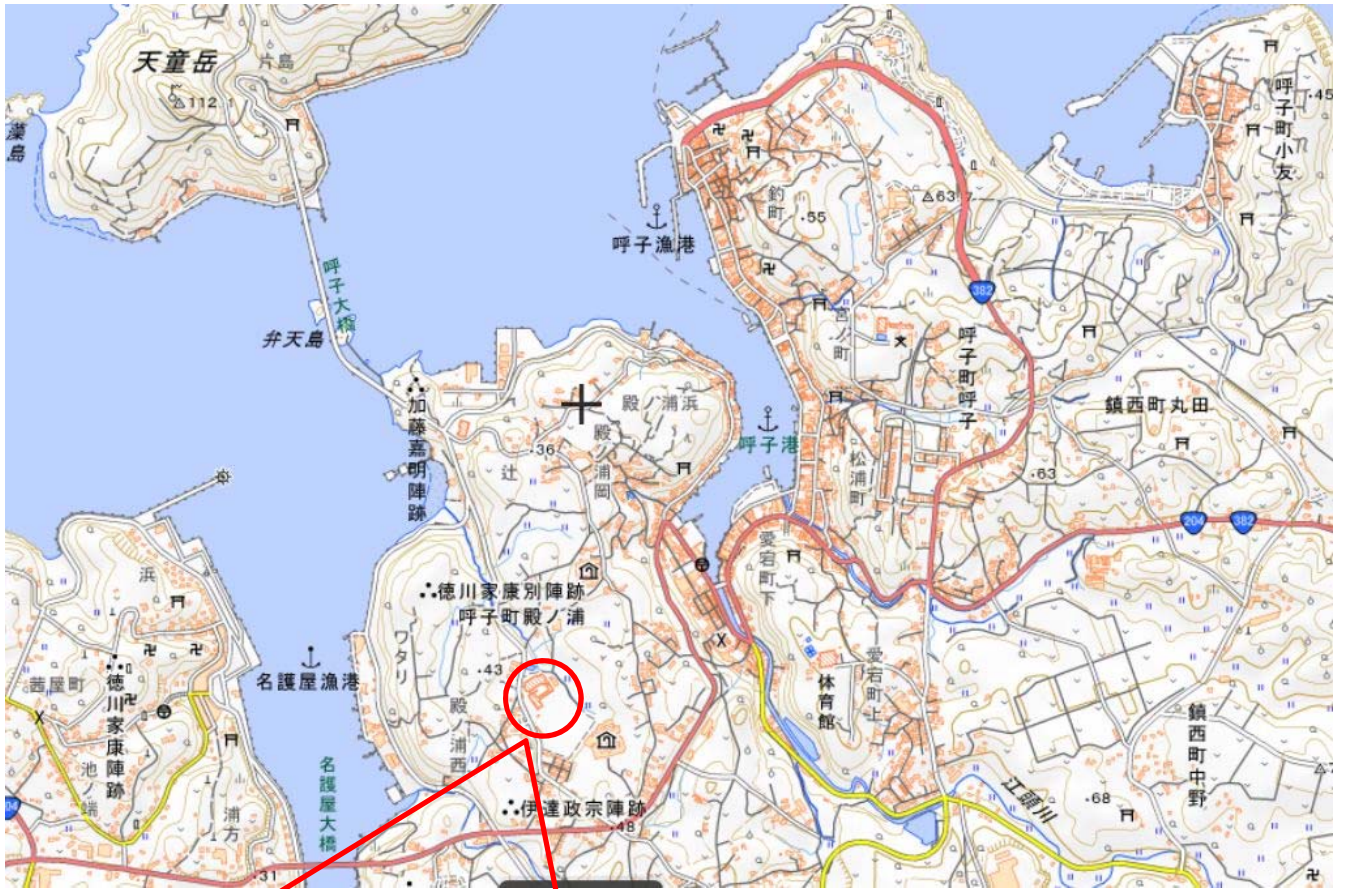 天童岳
片島
112
藻島
呼子町小友
45
釣町
55
63.7
呼子漁港
呼子大橋
弁天島
382
宮ノ町
文
呼子町呼子
加藤嘉明陣跡
殿ノ浦浜
殿ノ浦岡
36
辻
呼子港
松浦町
鎮西町丸田
63
204
382
愛宕町下
浜
徳川家康別陣跡
呼子町殿ノ浦
ワタリ
43
名護屋漁港
茜屋町
徳川家康陣跡
池ノ端
浦方
殿ノ浦西
体育館
愛宕町上
鎮西町中野
名護屋大橋
伊達政宗陣跡
48
江頭川
68
04
31